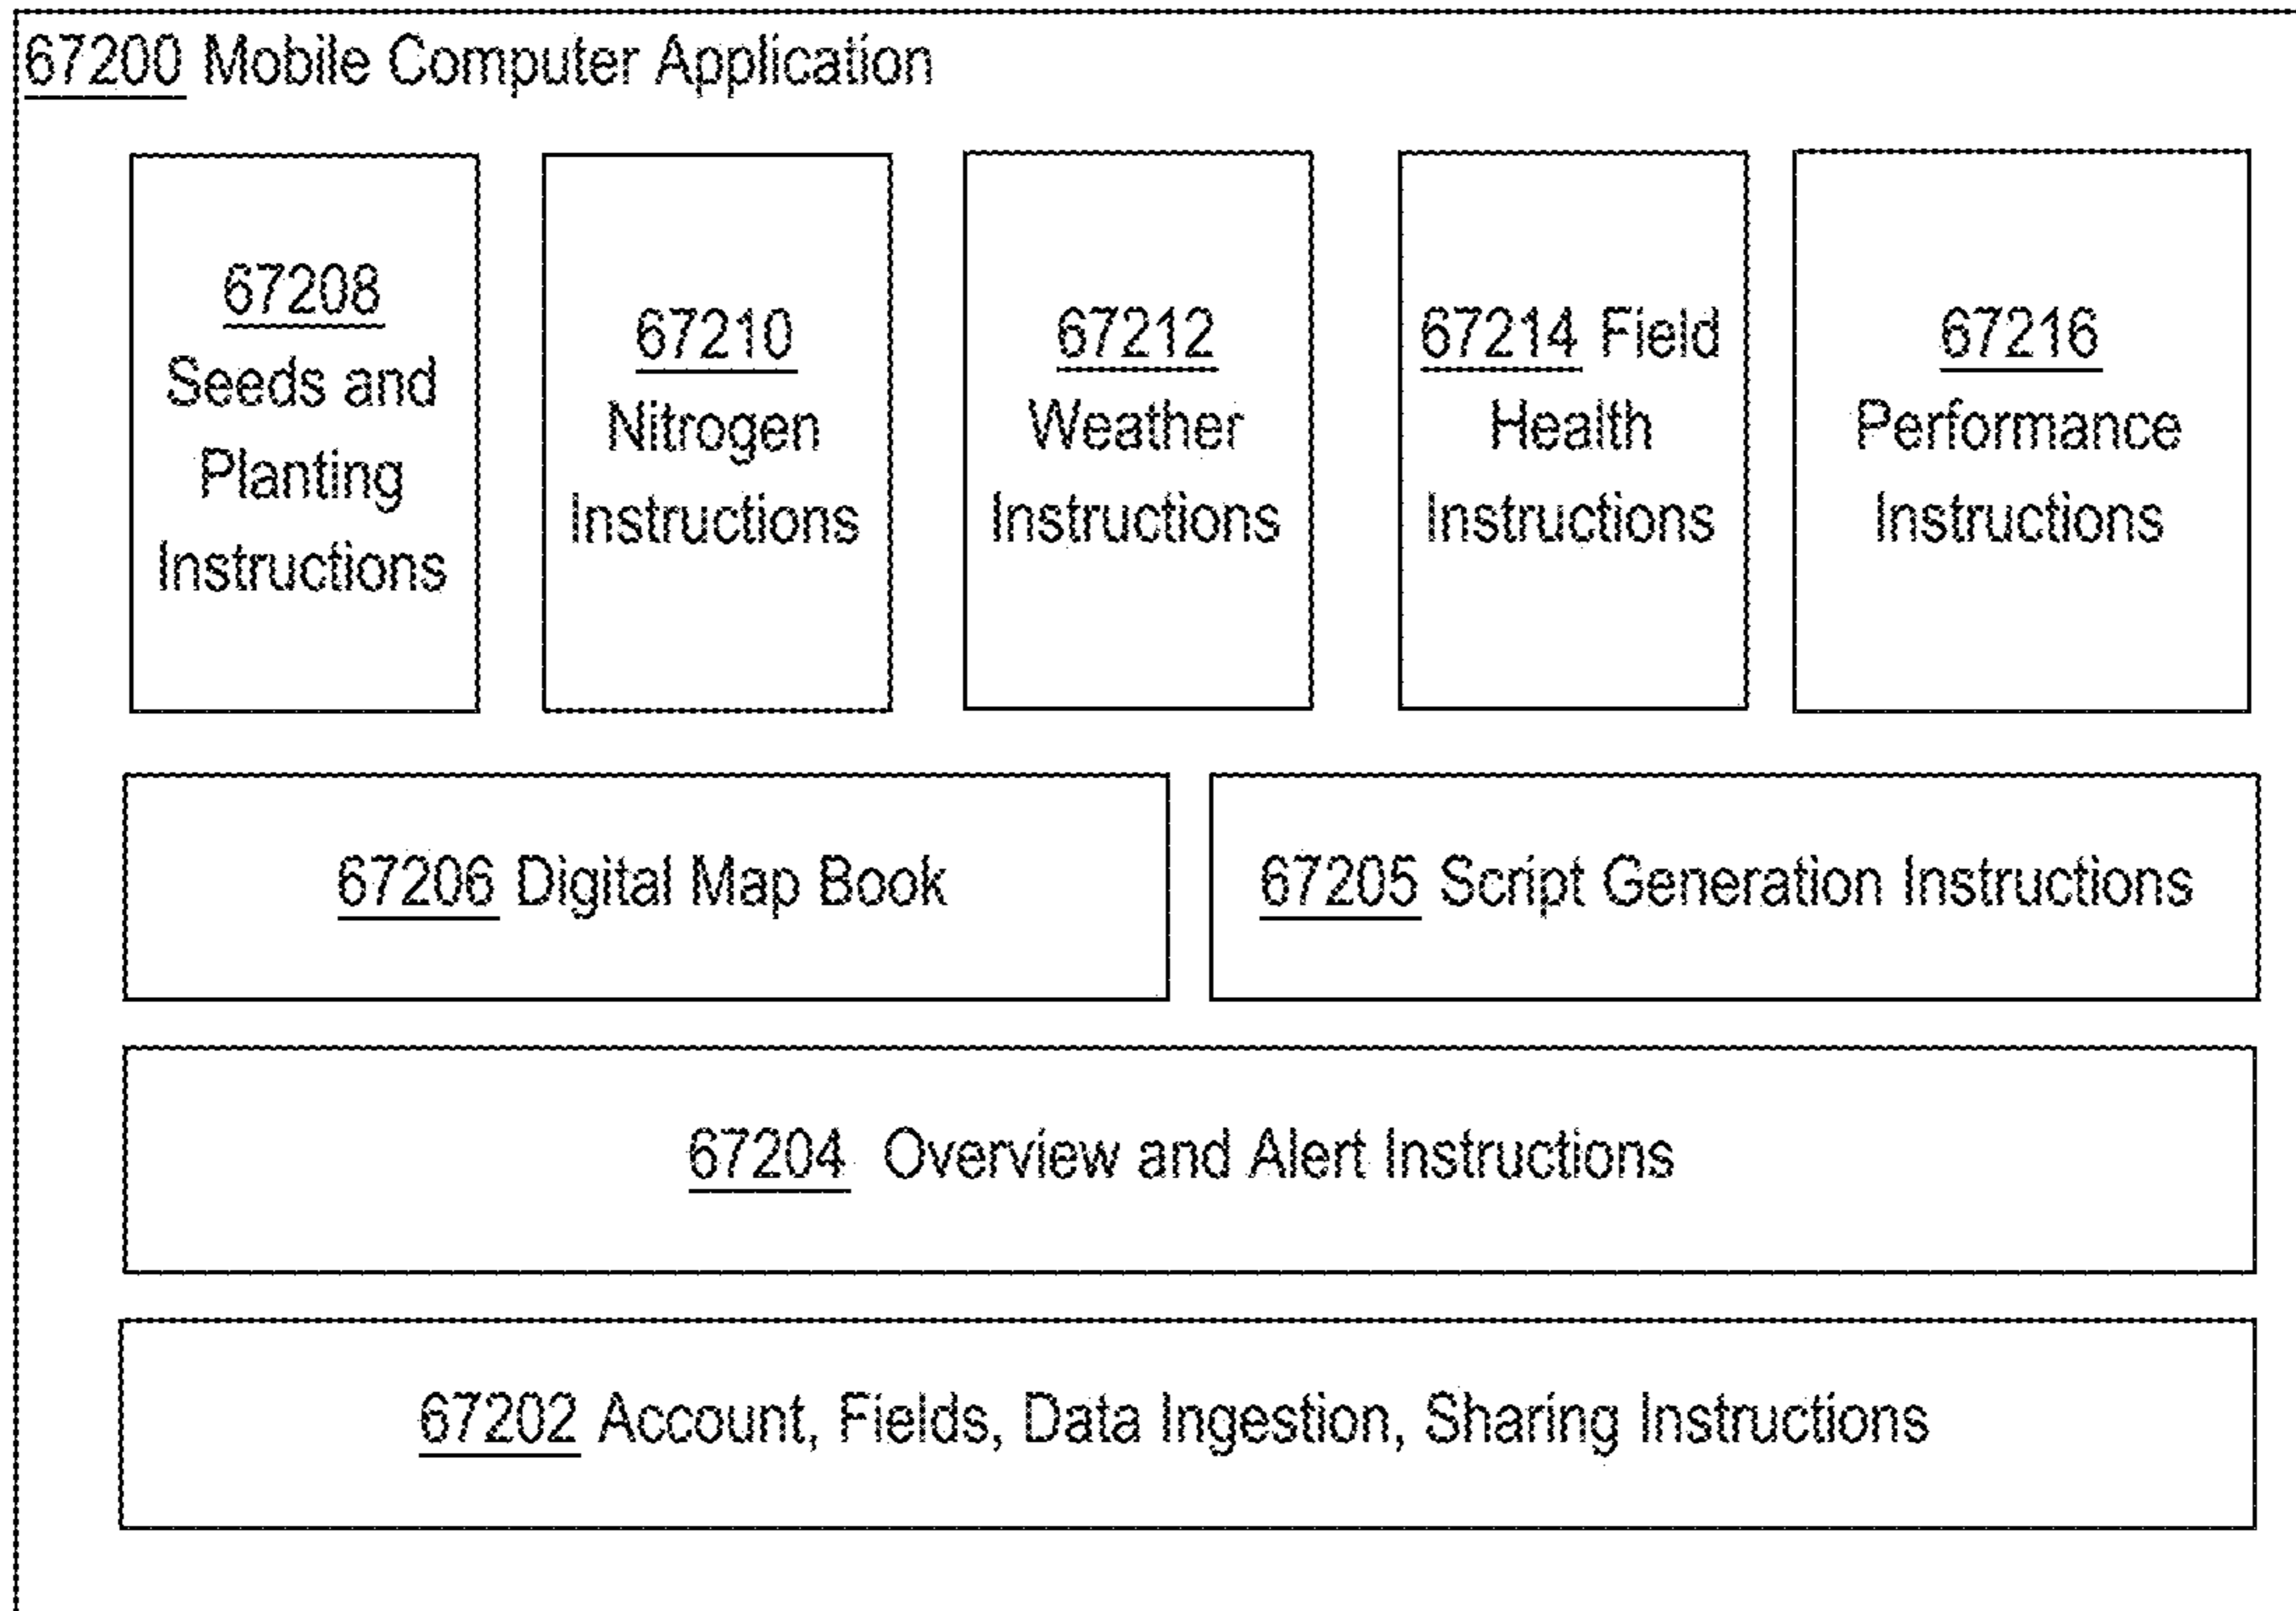 67200 Mobile Computer Application
67208
Seeds and
Planting
Instructions
67210
Nitrogen
Instructions
67212
Weather
Instructions
67214 Field
Health
Instructions
67216
Performance
Instructions
67206 Digital Map Book
67205 Script Generation Instructions
67204 Overview and Alert Instructions
67202 Account, Fields, Data Ingestion, Sharing Instructions